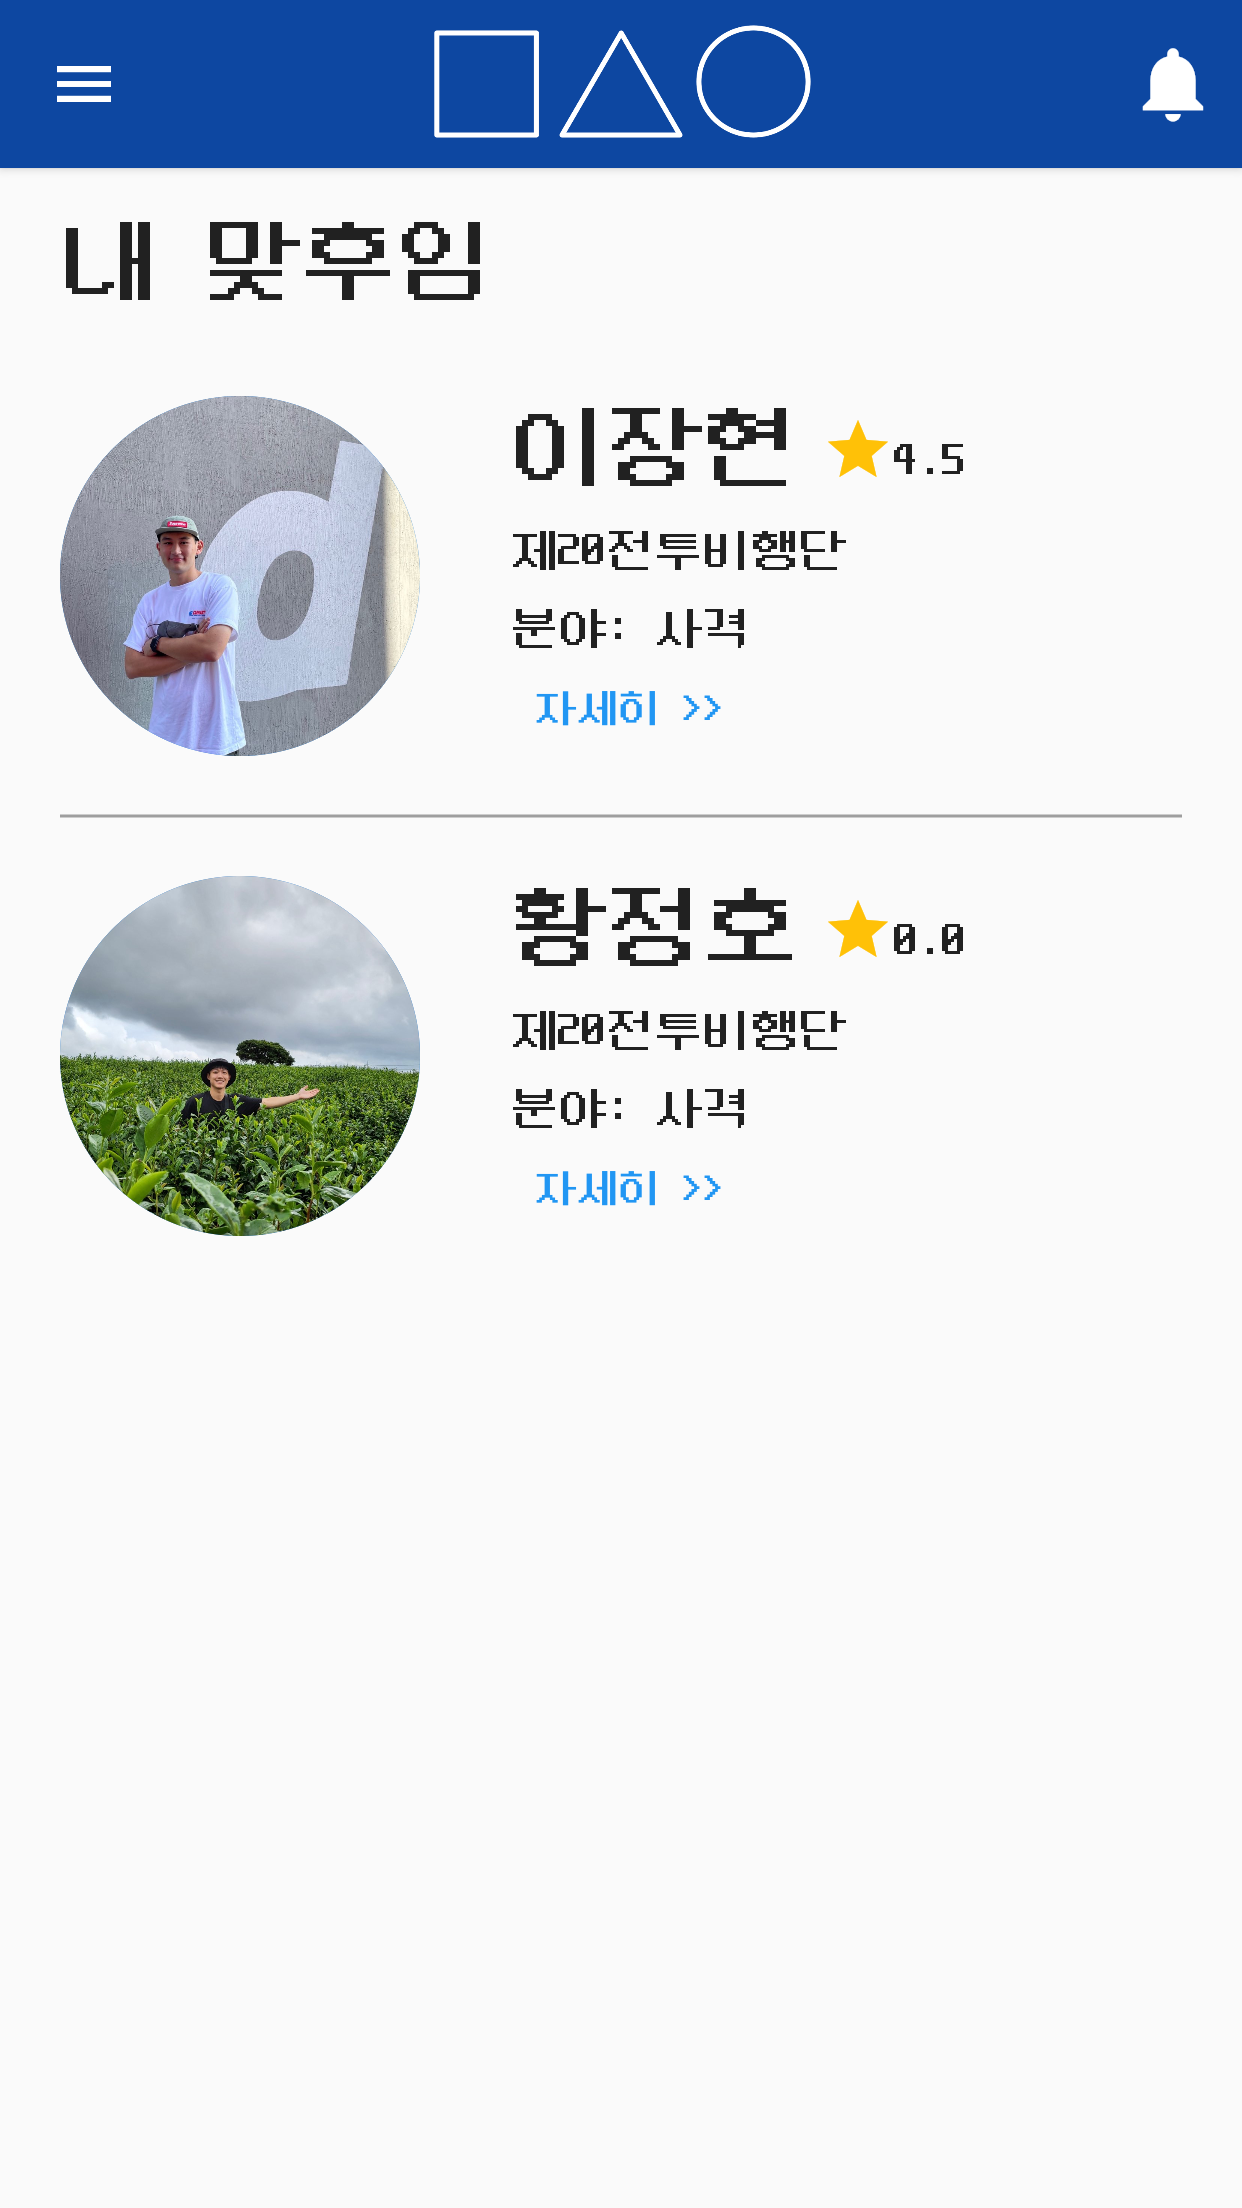 내 맞후임
이장현 4.5
제20전투비행단
분야: 사격
자세히 >>
d
황정호 0.0
제20전투비행단
분야: 사격
자세히 >>